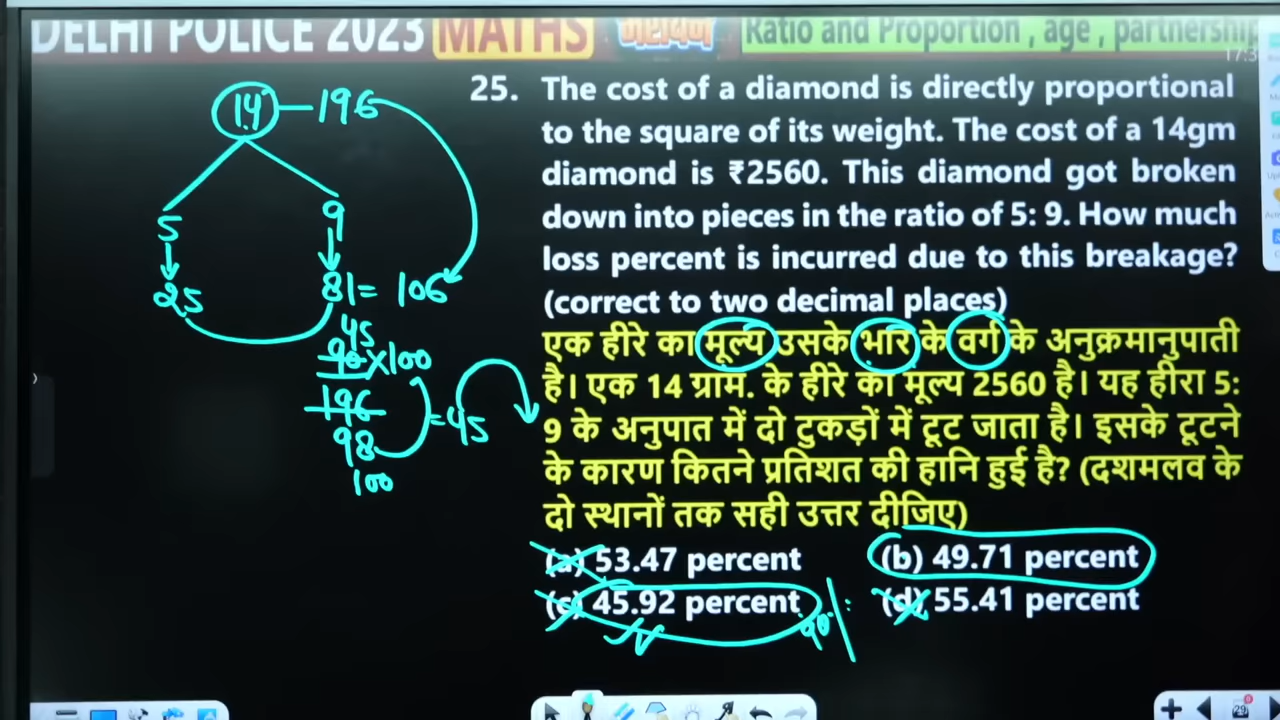 DELHI POLICE 2023 MATHS Ratio and Proportion , age , partnership
17:3
25. The cost of a diamond is directly proportional
to the square of its weight. The cost of a 14gm
diamond is ₹2560. This diamond got broken
down into pieces in the ratio of 5: 9. How much
loss percent is incurred due to this breakage?
(correct to two decimal places)
एक हीरे का मूल्य उसके भार के वर्ग के अनुक्रमानुपाती
है। एक 14 ग्राम. के हीरे का मूल्य 2560 है। यह हीरा 5:
9 के अनुपात में दो टुकड़ों में टूट जाता है। इसके टूटने
के कारण कितने प्रतिशत की हानि हुई है? (दशमलव के
दो स्थानों तक सही उत्तर दीजिए)
(a) 53.47 percent (b) 49.71 percent
(c) 45.92 percent (d) 55.41 percent
14 - 196
5 9
25 81 = 106
45
90 ×100
196 = 45
98
100
29